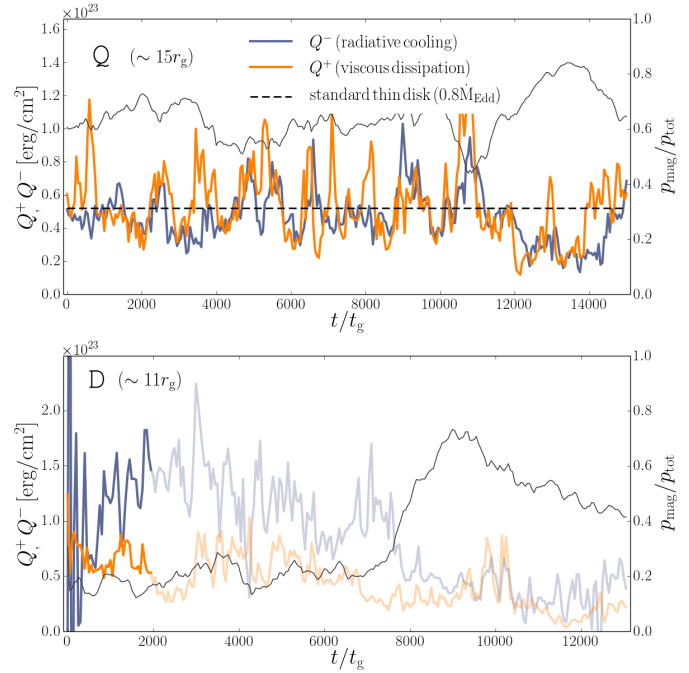 ×10²³
Q (∼ 15r_g)
Q⁻ (radiative cooling)
Q⁺ (viscous dissipation)
standard thin disk (0.8Ṁ_Edd)
Q⁺, Q⁻ [erg/cm²]
1.6
1.4
1.2
1.0
0.8
0.6
0.4
0.2
0.0
1.0
0.8
0.6
0.4
0.2
0.0
p_mag/p_tot
0 2000 4000 6000 8000 10000 12000 14000
t/t_g
×10²³
D (∼ 11r_g)
Q⁺, Q⁻ [erg/cm²]
2.0
1.5
1.0
0.5
0.0
1.0
0.8
0.6
0.4
0.2
0.0
p_mag/p_tot
0 2000 4000 6000 8000 10000 12000
t/t_g